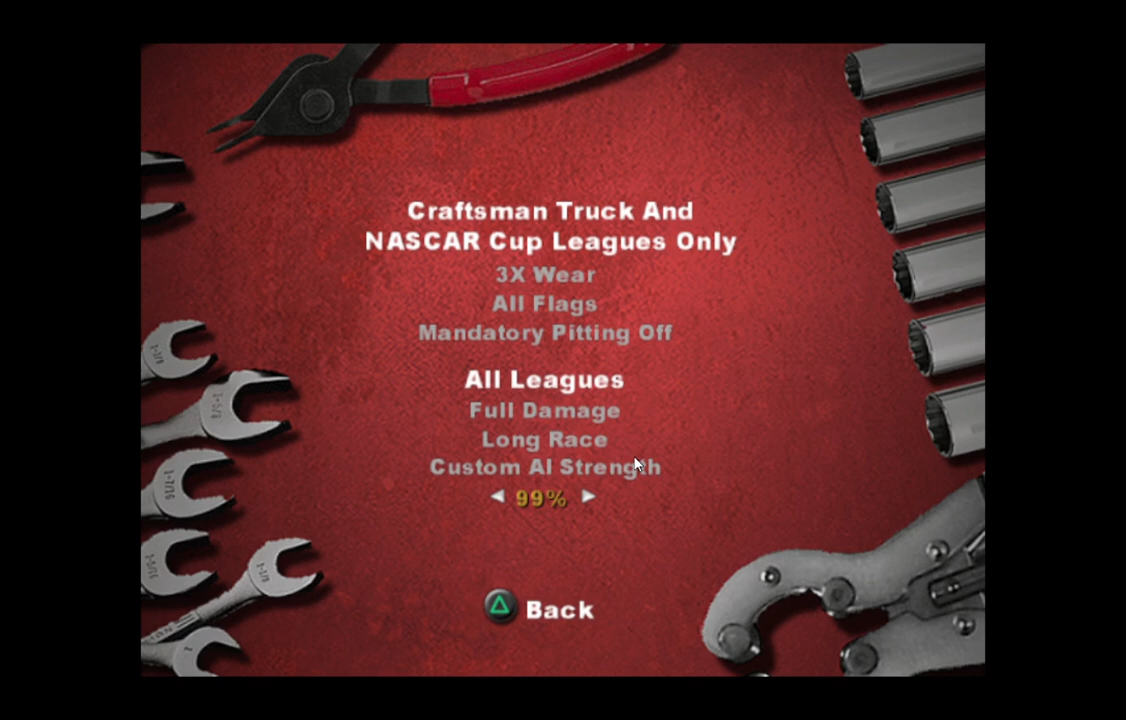 Craftsman Truck And
NASCAR Cup Leagues Only
3X Wear
All Flags
Mandatory Pitting Off
All Leagues
Full Damage
Long Race
Custom AI Strength
99%
Back